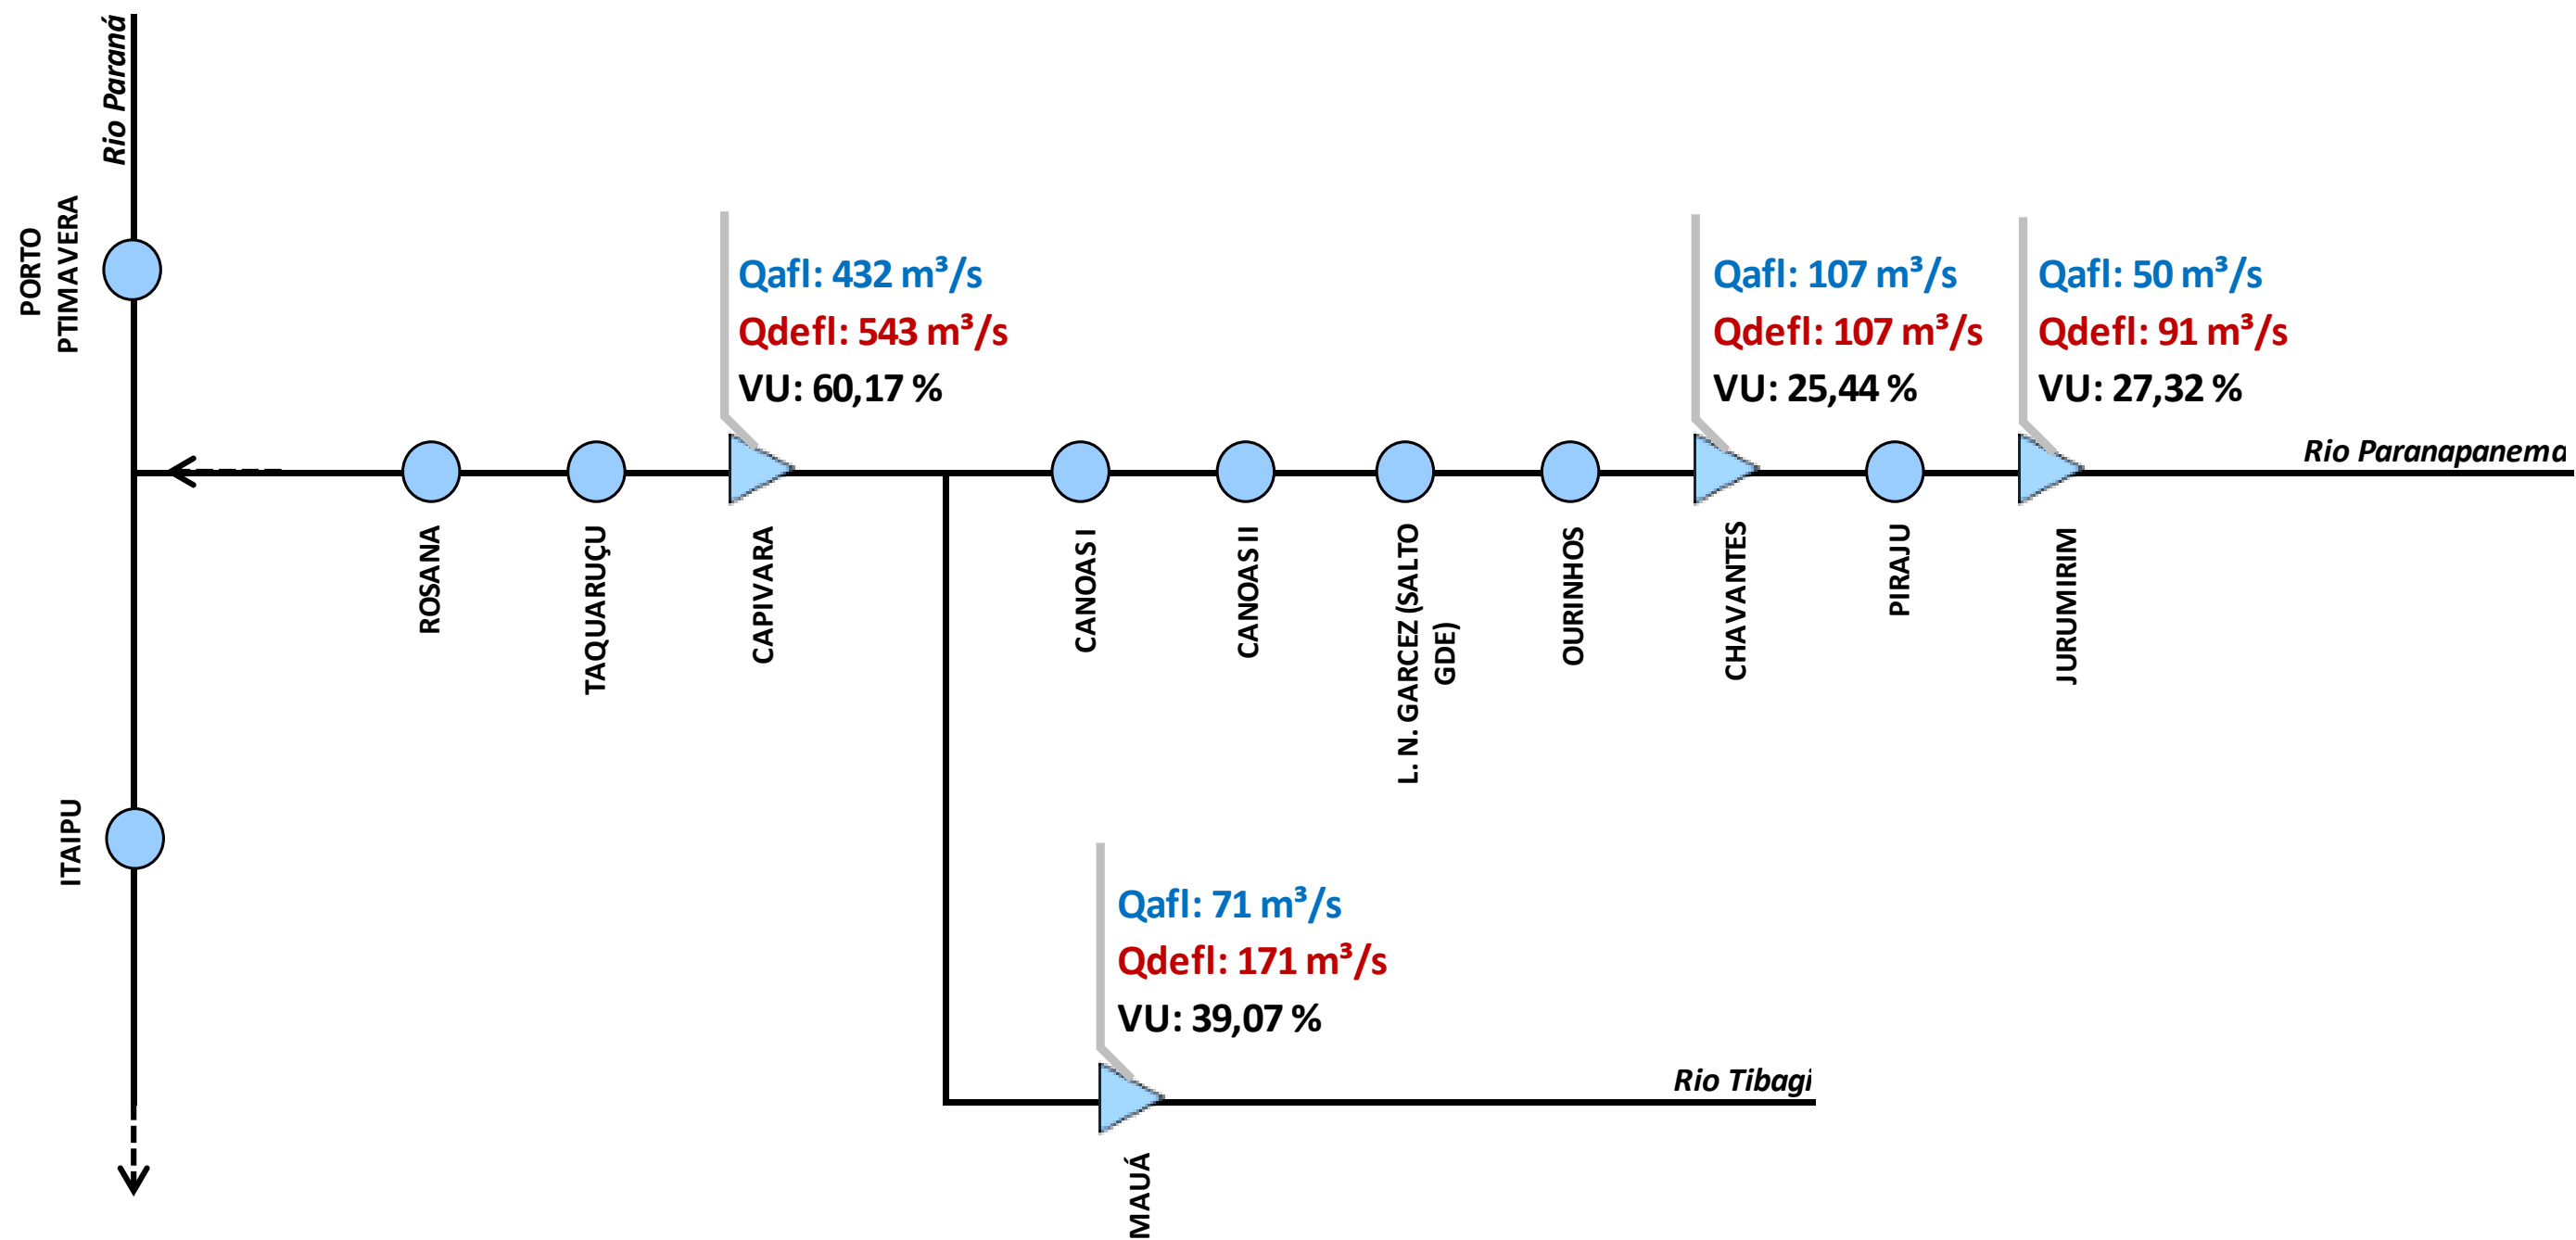 Rio Paraná
PORTO
PTIMAVERA
Qafl: 432 m³/s
Qdefl: 543 m³/s
VU: 60,17 %
Qafl: 107 m³/s
Qdefl: 107 m³/s
VU: 25,44 %
Qafl: 50 m³/s
Qdefl: 91 m³/s
VU: 27,32 %
Rio Paranapanema
ROSANA
TAQUARUÇU
CAPIVARA
CANOAS I
CANOAS II
L. N. GARCEZ (SALTO
GDE)
OURINHOS
CHAVANTES
PIRAJU
JURUMIRIM
ITAIPU
Qafl: 71 m³/s
Qdefl: 171 m³/s
VU: 39,07 %
Rio Tibagi
MAUÁ